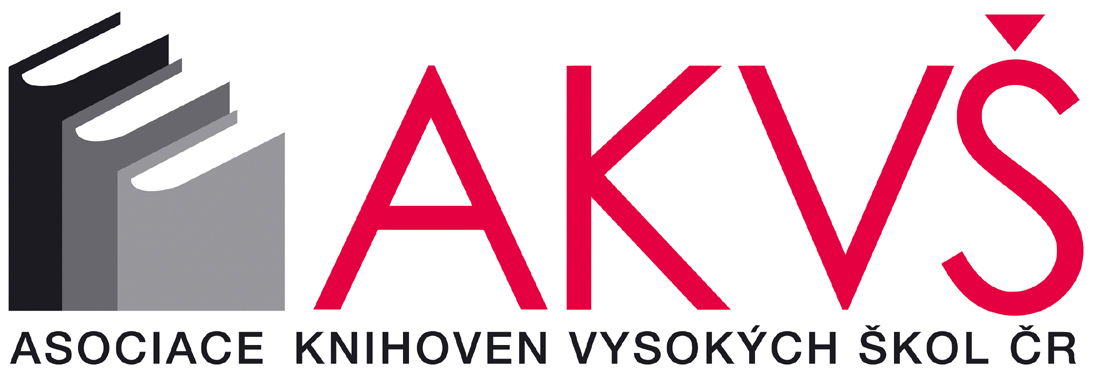 AKVŠ
ASOCIACE KNIHOVEN VYSOKÝCH ŠKOL ČR